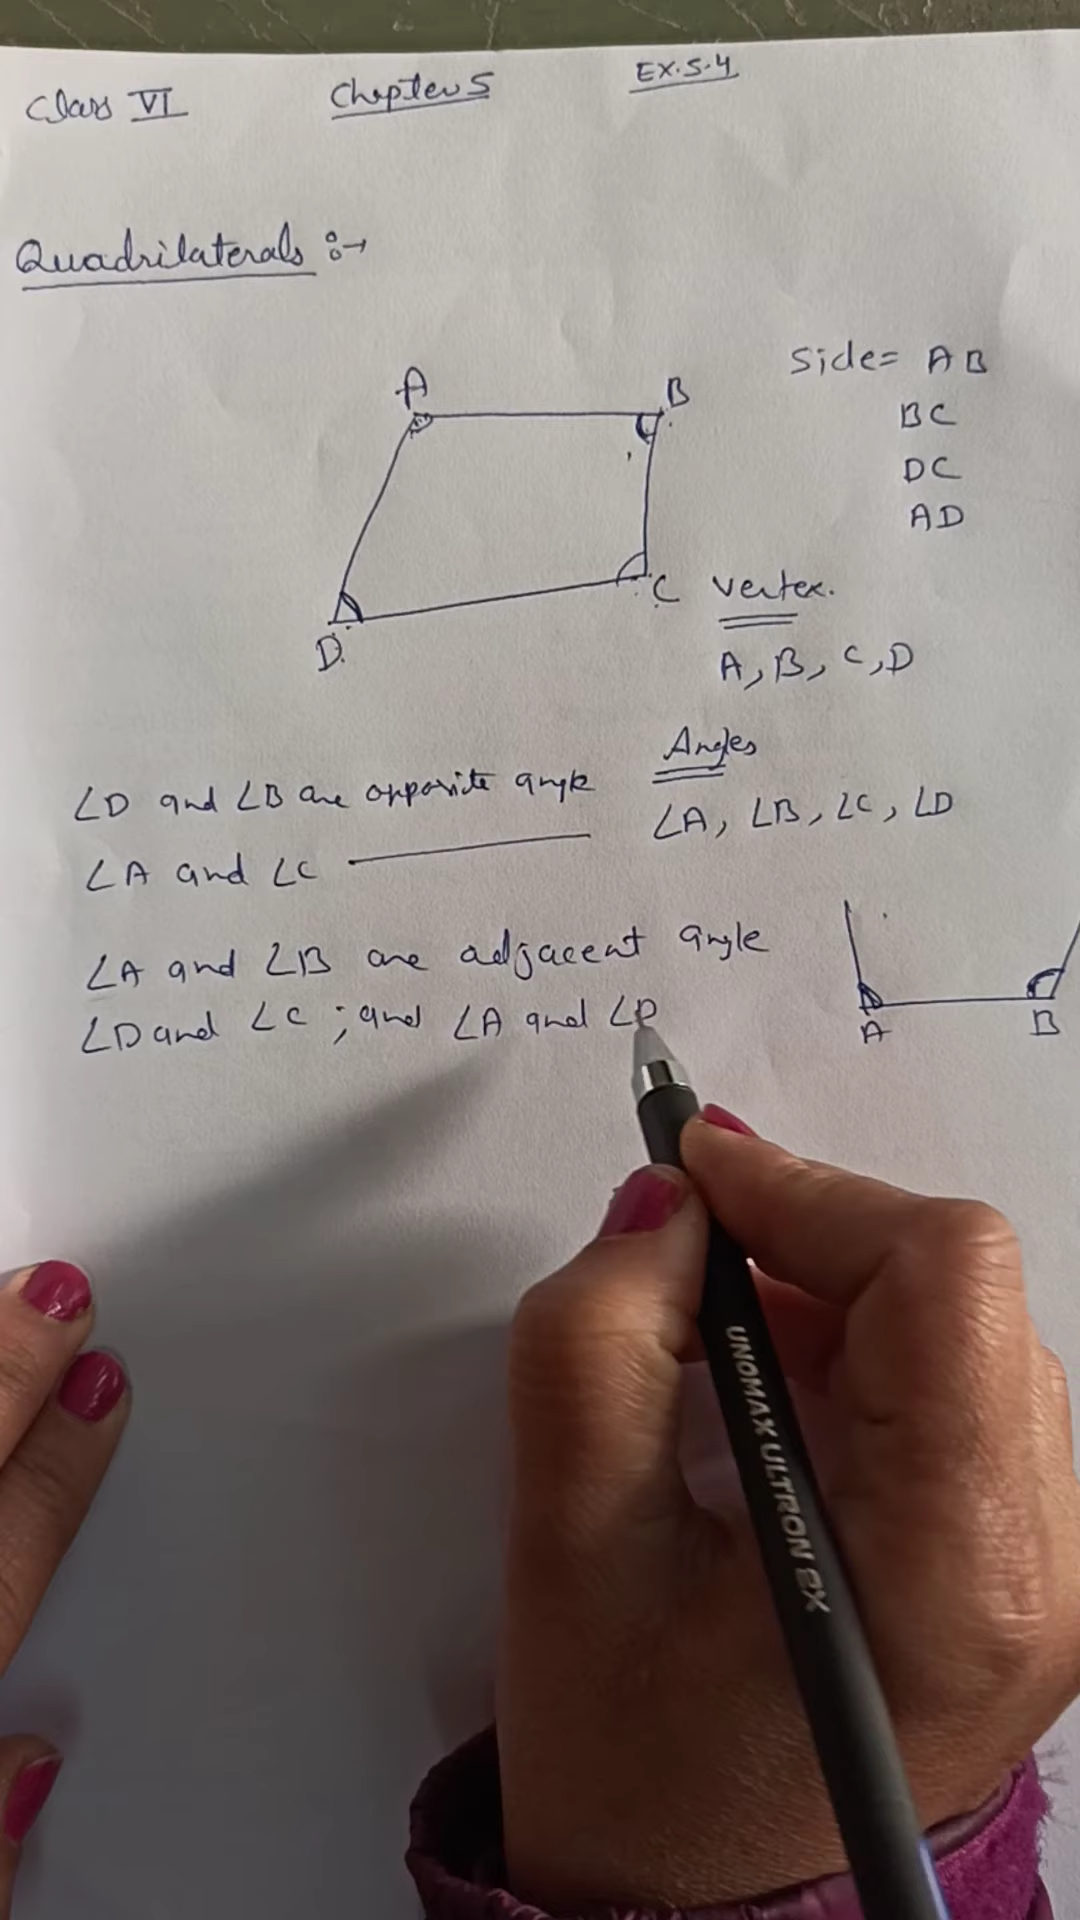 Class VI Chapter 5 EX.5.4
Quadrilaterals :→
A B
D C
Side = AB
BC
DC
AD
Vertex.
A, B, C, D
Angles
∠A, ∠B, ∠C, ∠D
∠D and ∠B are opposite angle
∠A and ∠C
∠A and ∠B are adjacent angle
∠D and ∠C ; and ∠A and ∠D
A B
UNOMAX ULTRON 2X